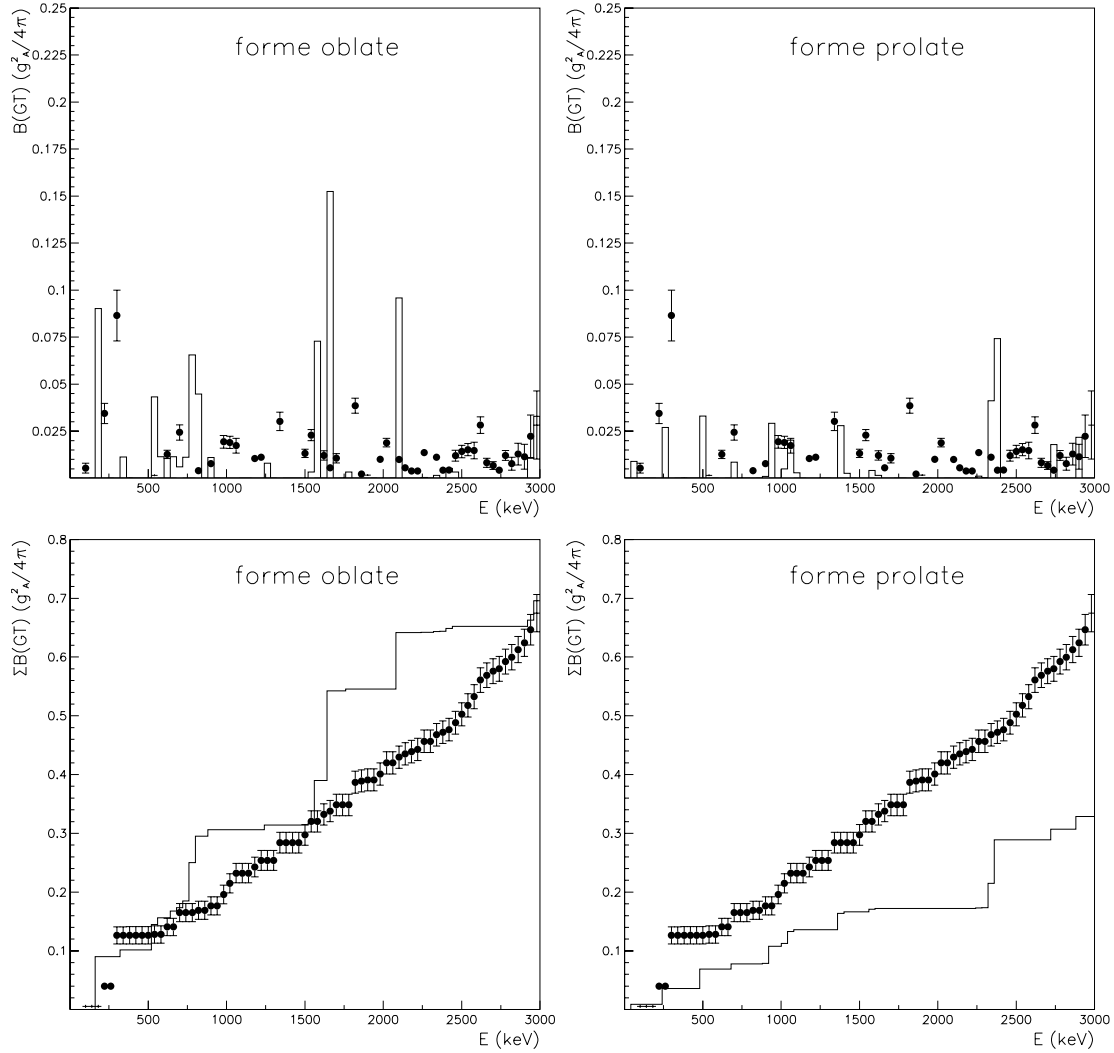 B(GT) (g²A/4π)
forme oblate
0.25
0.225
0.2
0.175
0.15
0.125
0.1
0.075
0.05
0.025
500 1000 1500 2000 2500 3000
E (keV)
B(GT) (g²A/4π)
forme prolate
0.25
0.225
0.2
0.175
0.15
0.125
0.1
0.075
0.05
0.025
500 1000 1500 2000 2500 3000
E (keV)
ΣB(GT) (g²A/4π)
forme oblate
0.8
0.7
0.6
0.5
0.4
0.3
0.2
0.1
500 1000 1500 2000 2500 3000
E (keV)
ΣB(GT) (g²A/4π)
forme prolate
0.8
0.7
0.6
0.5
0.4
0.3
0.2
0.1
500 1000 1500 2000 2500 3000
E (keV)